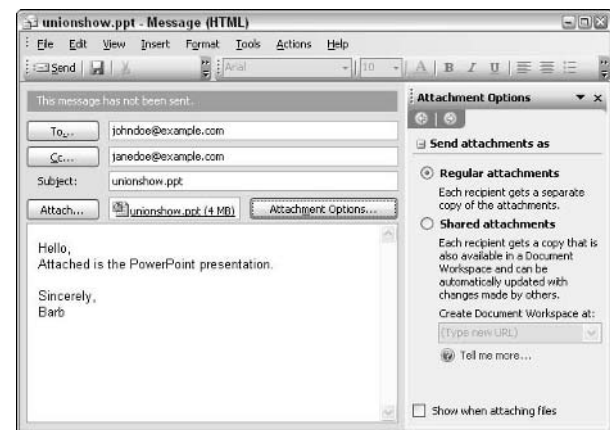 unionshow.ppt - Message (HTML)
File Edit View Insert Format Tools Actions Help
Send Arial 10 A B I U
This message has not been sent.
To... johndoe@example.com
Cc... janedoe@example.com
Subject: unionshow.ppt
Attach... unionshow.ppt (4 MB) Attachment Options...
Hello,
Attached is the PowerPoint presentation.
Sincerely,
Barb
Attachment Options
Send attachments as
Regular attachments
Each recipient gets a separate
copy of the attachments.
Shared attachments
Each recipient gets a copy that is
also available in a Document
Workspace and can be
automatically updated with
changes made by others.
Create Document Workspace at:
(Type new URL)
Tell me more...
Show when attaching files